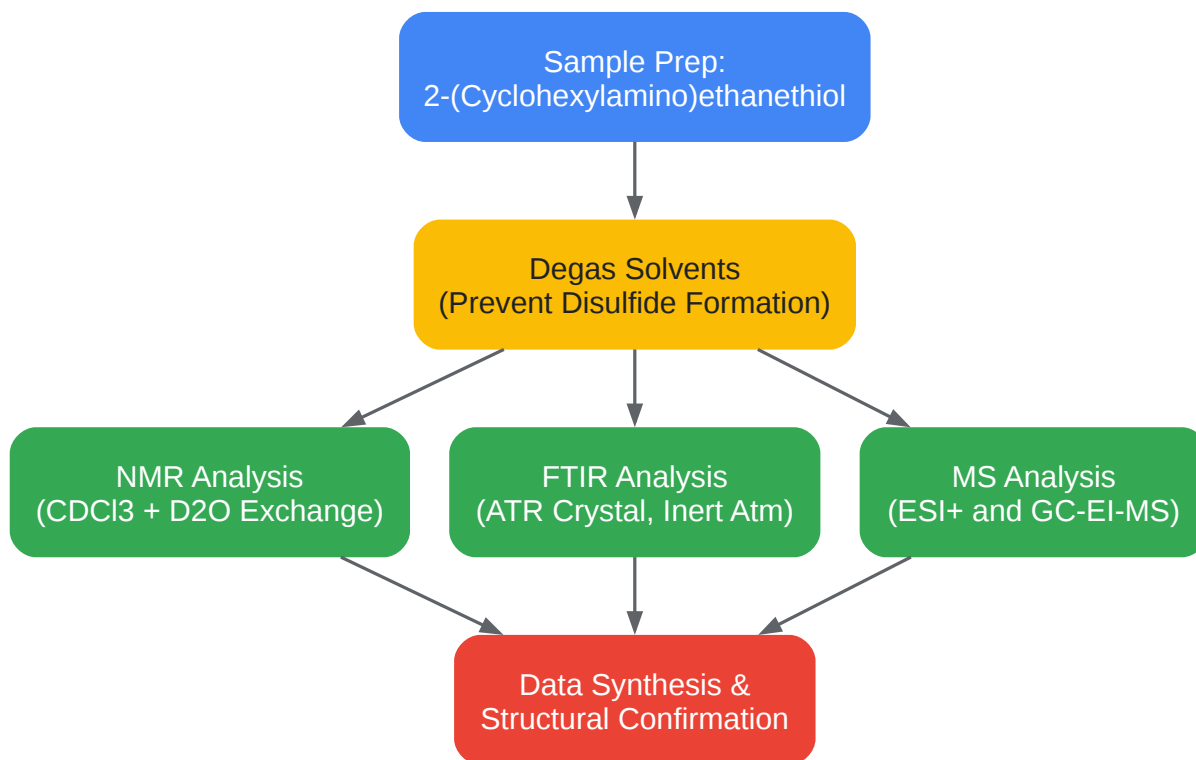 Sample Prep:
2-(Cyclohexylamino)ethanethiol
Degas Solvents
(Prevent Disulfide Formation)
NMR Analysis
(CDCl3 + D2O Exchange)
FTIR Analysis
(ATR Crystal, Inert Atm)
MS Analysis
(ESI+ and GC-EI-MS)
Data Synthesis &
Structural Confirmation